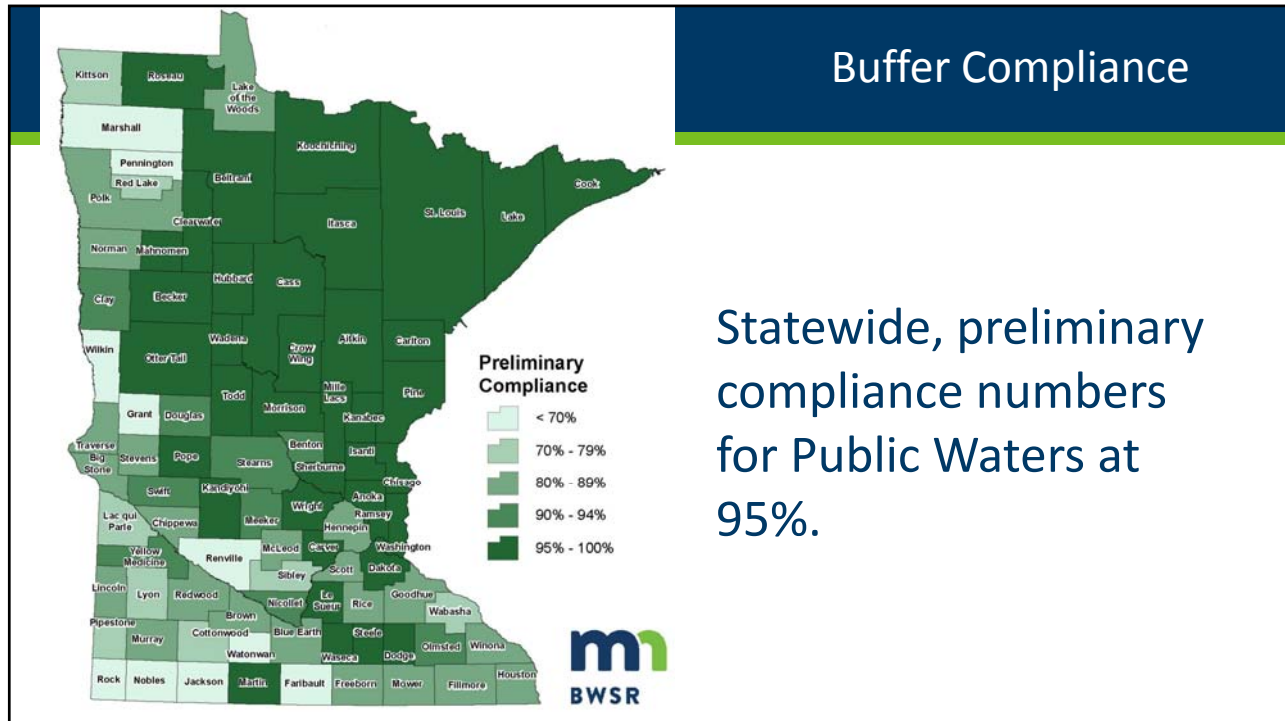 Buffer Compliance
Kittson
Roseau
Lake
of the
Woods
Marshall
Koochiching
Pennington
Red Lake
Beltrami
Cook
Polk
Clearwater
Itasca
St. Louis
Lake
Norman
Mahnomen
Hubbard
Cass
Clay
Becker
Wadena
Crow
Wing
Aitkin
Carlton
Wilkin
Otter Tail
Mille
Lacs
Pine
Todd
Morrison
Kanabec
Grant
Douglas
Traverse
Big
Stone
Stevens
Pope
Stearns
Benton
Sherburne
Isanti
Chisago
Swift
Kandiyohi
Anoka
Wright
Ramsey
Lac qui
Parle
Chippewa
Meeker
Hennepin
Washington
Yellow
Medicine
Renville
McLeod
Carver
Scott
Dakota
Sibley
Lincoln
Lyon
Redwood
Nicollet
Le
Sueur
Rice
Goodhue
Wabasha
Brown
Pipestone
Murray
Cottonwood
Blue Earth
Steele
Watonwan
Waseca
Dodge
Olmsted
Winona
Rock
Nobles
Jackson
Martin
Faribault
Freeborn
Mower
Fillmore
Houston
Preliminary
Compliance
< 70%
70% - 79%
80% - 89%
90% - 94%
95% - 100%
mn
BWSR
Statewide, preliminary
compliance numbers
for Public Waters at
95%.